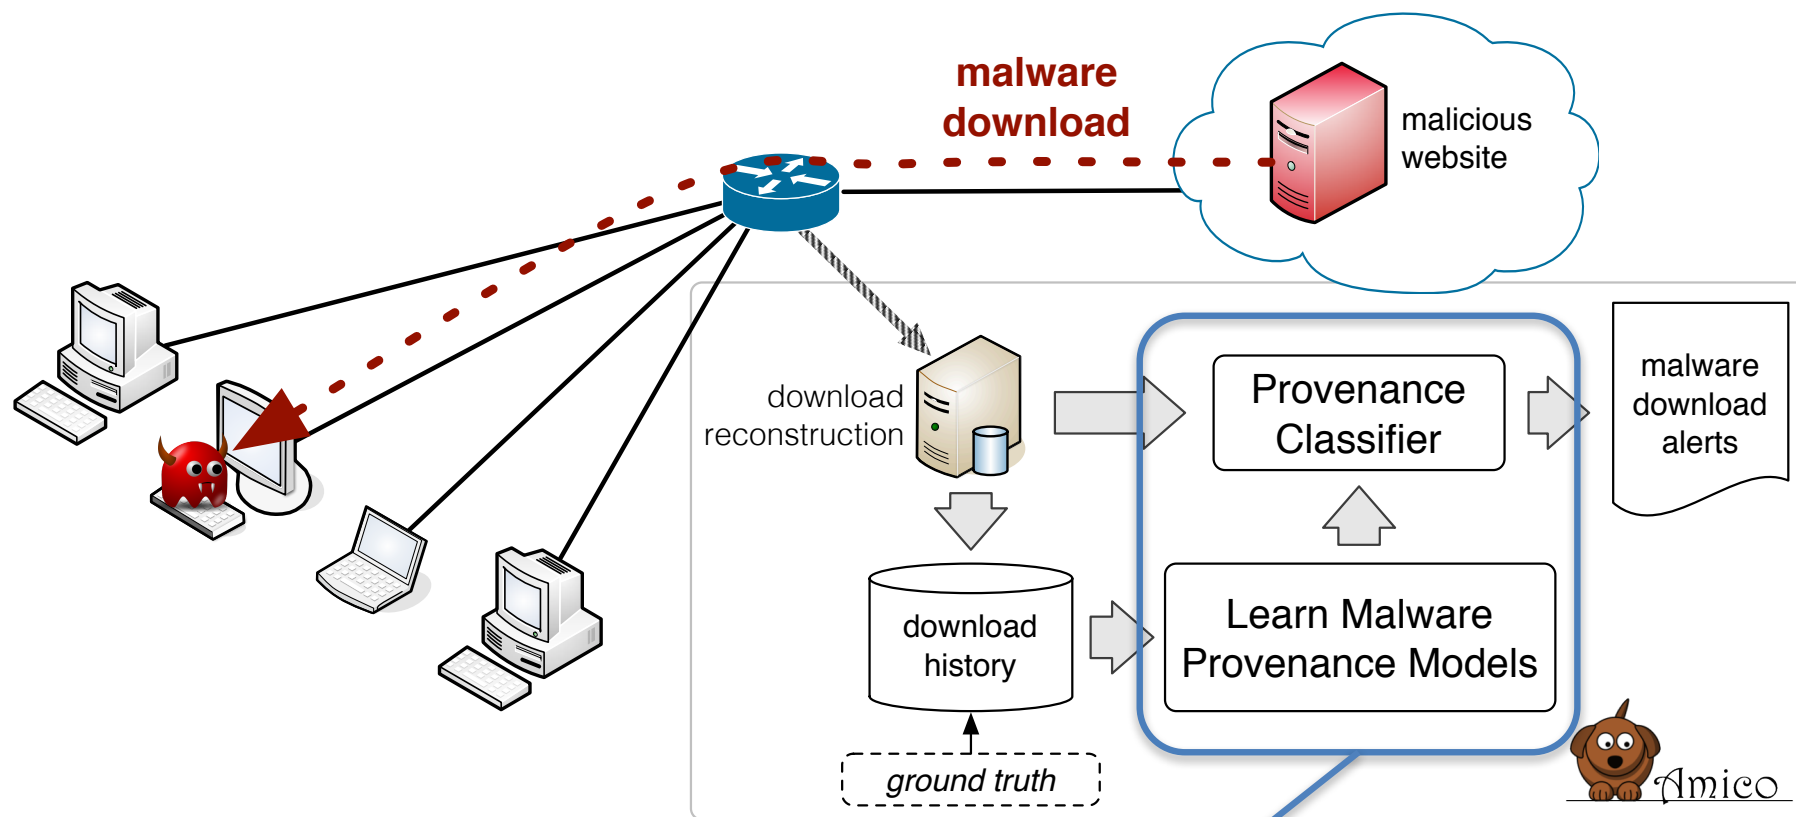 malware
download
malicious
website
download
reconstruction
Provenance
Classifier
malware
download
alerts
download
history
Learn Malware
Provenance Models
ground truth
Amico